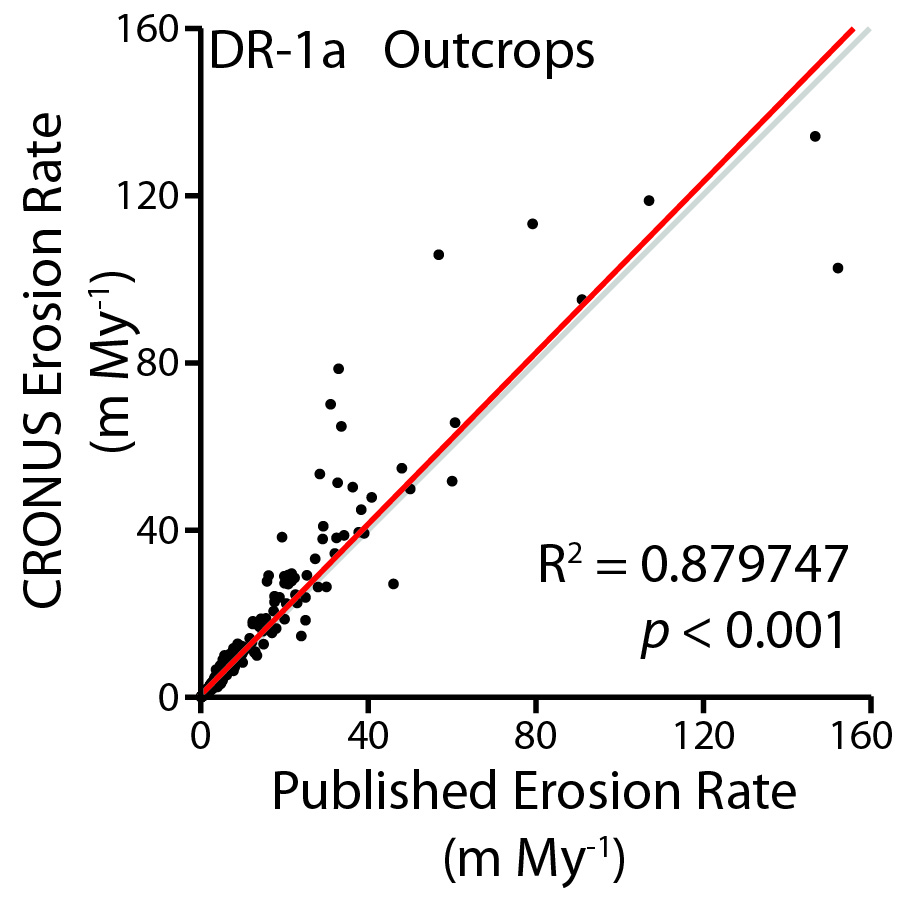 DR-1a Outcrops
CRONUS Erosion Rate
(m My⁻¹)
160
120
80
40
0
R² = 0.879747
p < 0.001
0 40 80 120 160
Published Erosion Rate
(m My⁻¹)